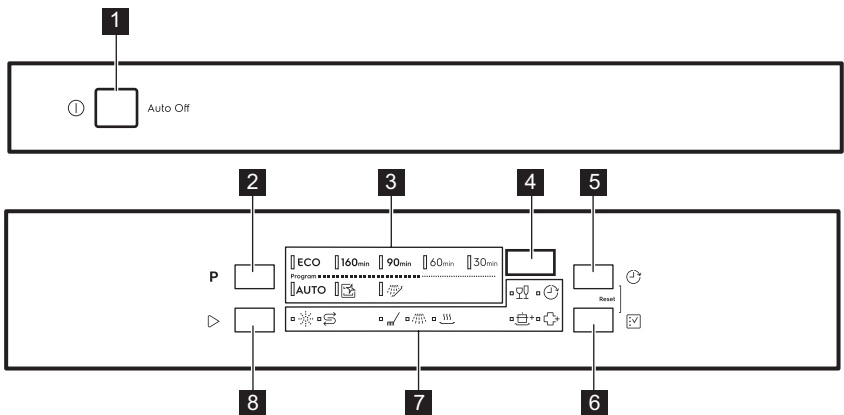 1
Auto Off
2 3 4 5
ECO 160min 90min 60min 30min
P
Program
AUTO
Reset
8 7 6